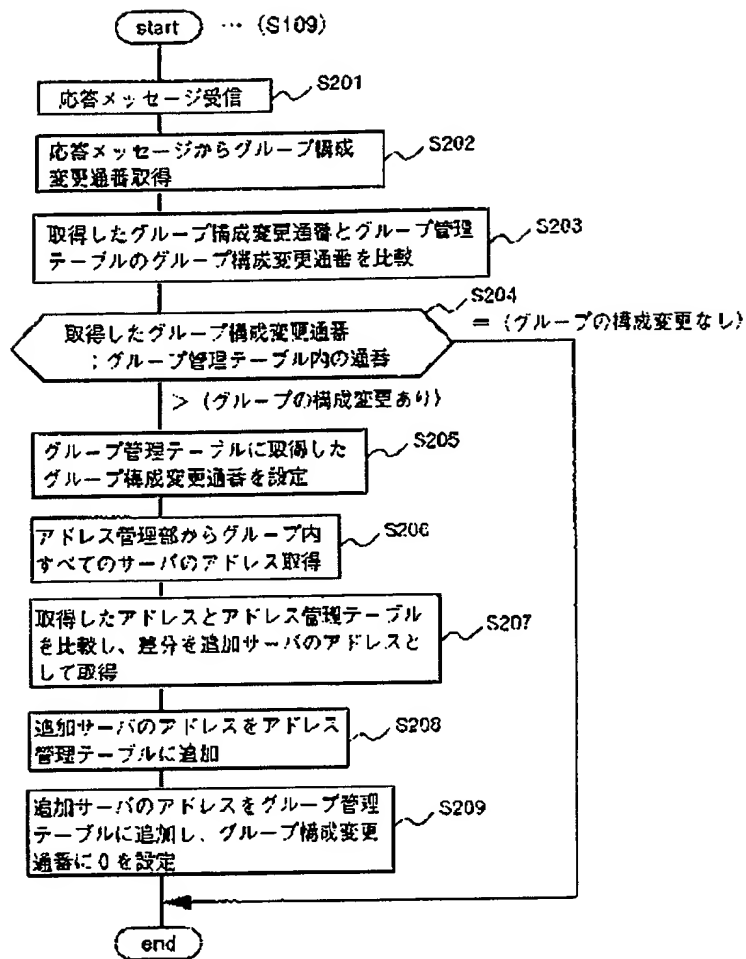 start … (S109)
応答メッセージ受信 S201
応答メッセージからグループ構成 S202
変更通番取得
取得したグループ構成変更通番とグループ管理 S203
テーブルのグループ構成変更通番を比較
S204
取得したグループ構成変更通番
；グループ管理テーブル内の通番
＝（グループの構成変更なし）
＞（グループの構成変更あり）
グループ管理テーブルに取得した S205
グループ構成変更通番を設定
アドレス管理部からグループ内 S206
すべてのサーバのアドレス取得
取得したアドレスとアドレス管理テーブル S207
を比較し、差分を追加サーバのアドレスと
して取得
追加サーバのアドレスをアドレス S208
管理テーブルに追加
追加サーバのアドレスをグループ管理 S209
テーブルに追加し、グループ構成変更
通番に0を設定
end